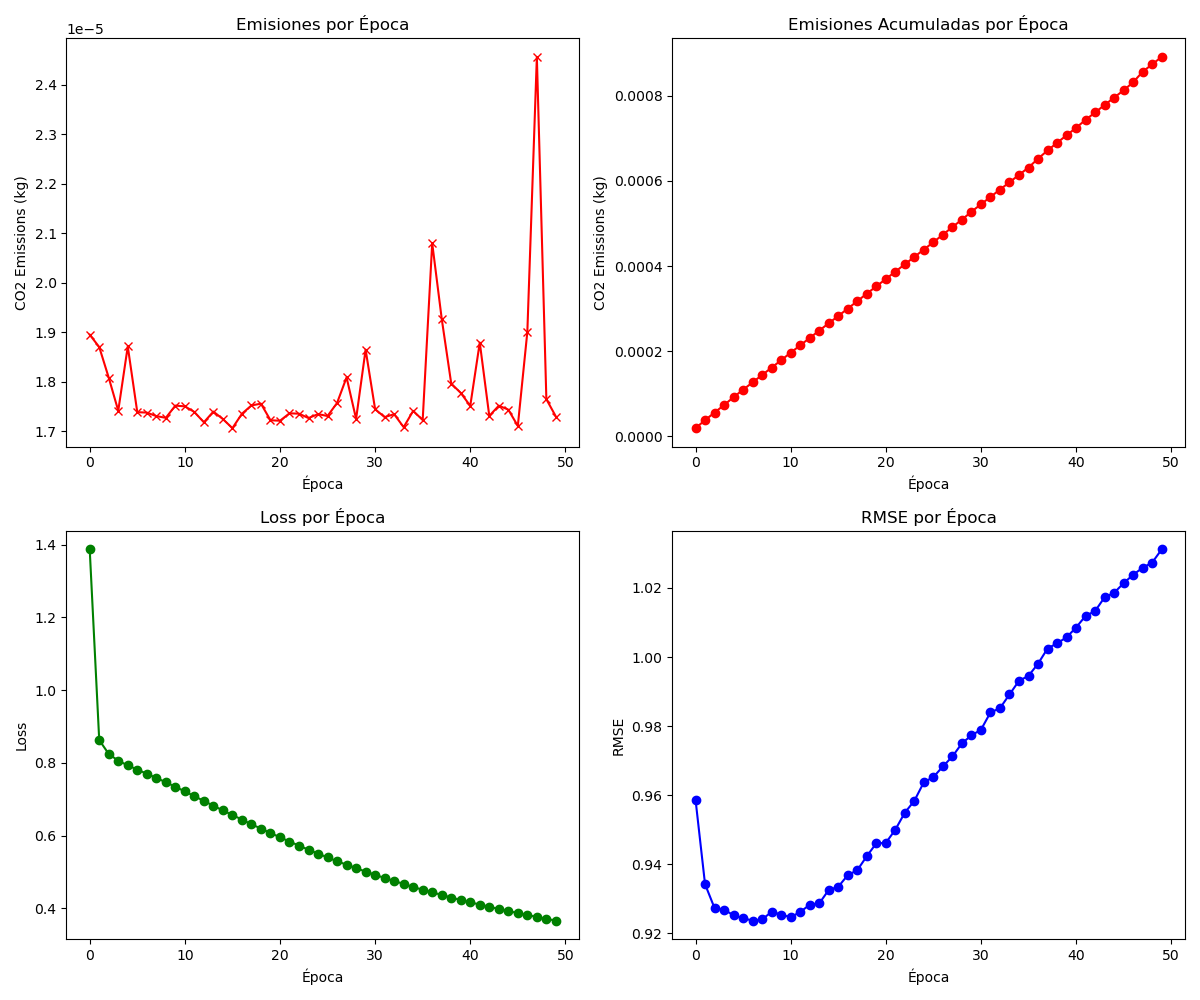 Emisiones por Época
1e−5
CO2 Emissions (kg)
2.4
2.3
2.2
2.1
2.0
1.9
1.8
1.7
0 10 20 30 40 50
Época
Emisiones Acumuladas por Época
CO2 Emissions (kg)
0.0008
0.0006
0.0004
0.0002
0.0000
0 10 20 30 40 50
Época
Loss por Época
Loss
1.4
1.2
1.0
0.8
0.6
0.4
0 10 20 30 40 50
Época
RMSE por Época
RMSE
1.02
1.00
0.98
0.96
0.94
0.92
0 10 20 30 40 50
Época